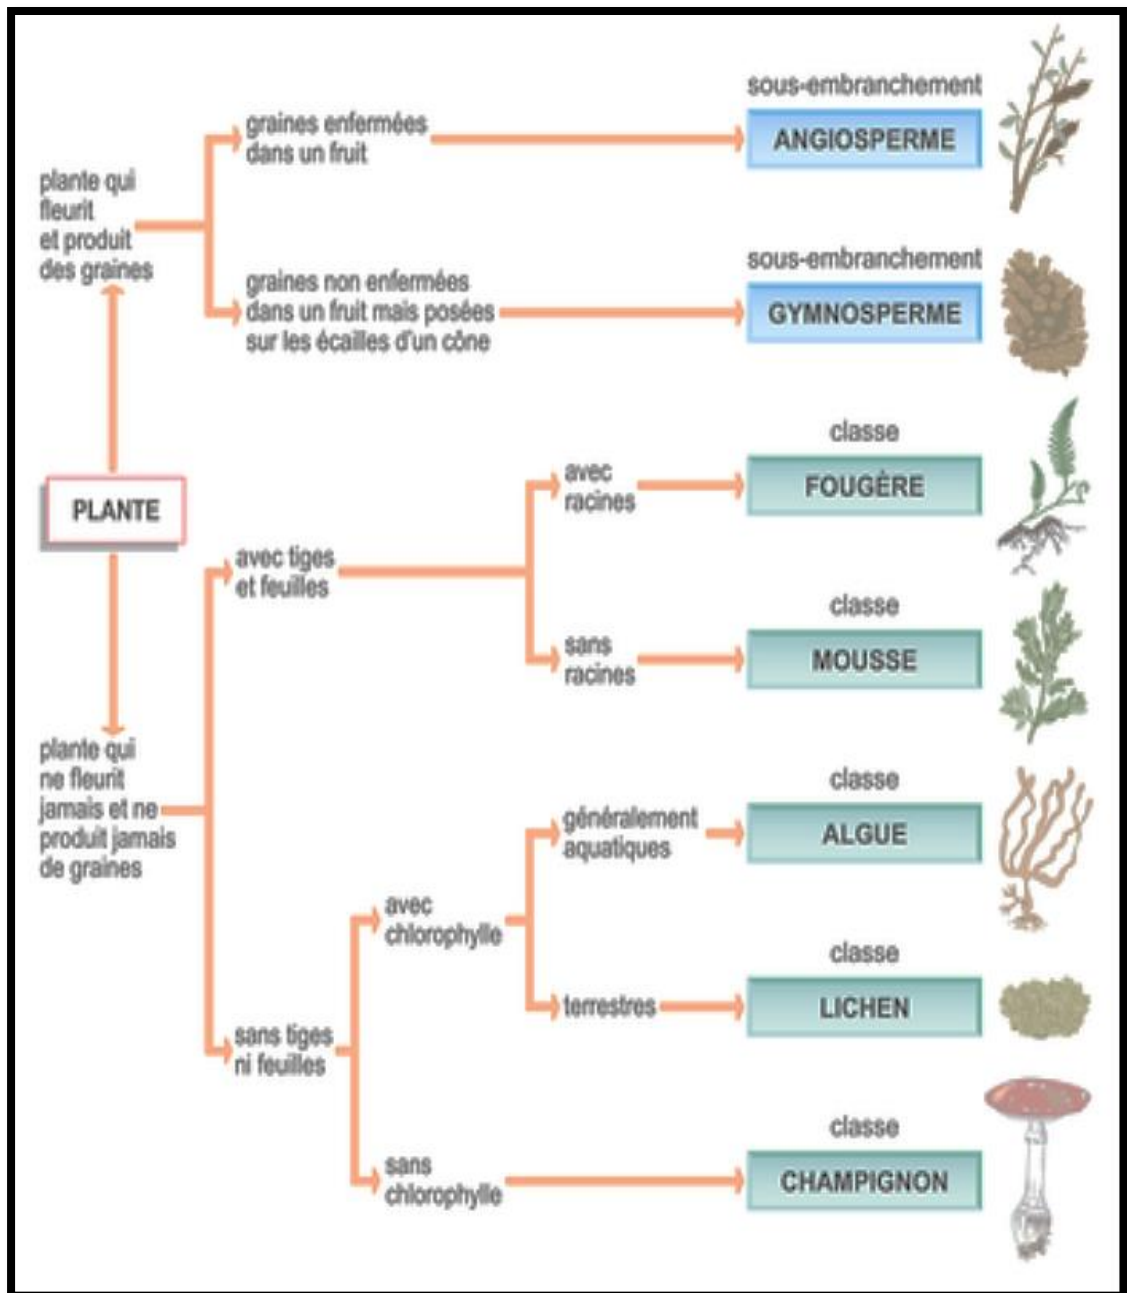 sous-embranchement
graines enfermées
dans un fruit
ANGIOSPERME
plante qui
fleurit
et produit
des graines
sous-embranchement
graines non enfermées
dans un fruit mais posées
sur les écailles d'un cône
GYMNOSPERME
classe
avec
racines
FOUGÈRE
PLANTE
avec tiges
et feuilles
classe
sans
racines
MOUSSE
plante qui
ne fleurit
jamais et ne
produit jamais
de graines
classe
généralement
aquatiques
ALGUE
avec
chlorophylle
classe
terrestres
LICHEN
sans tiges
ni feuilles
classe
sans
chlorophylle
CHAMPIGNON